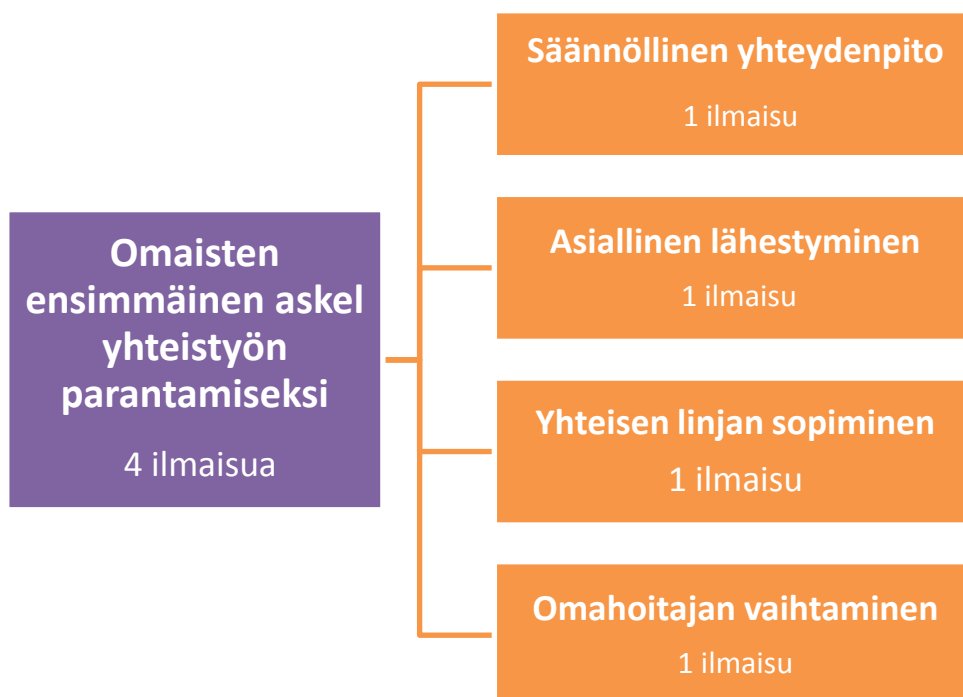 Omaisten
ensimmäinen askel
yhteistyön
parantamiseksi
4 ilmaisua
Säännöllinen yhteydenpito
1 ilmaisu
Asiallinen lähestyminen
1 ilmaisu
Yhteisen linjan sopiminen
1 ilmaisu
Omahoitajan vaihtaminen
1 ilmaisu